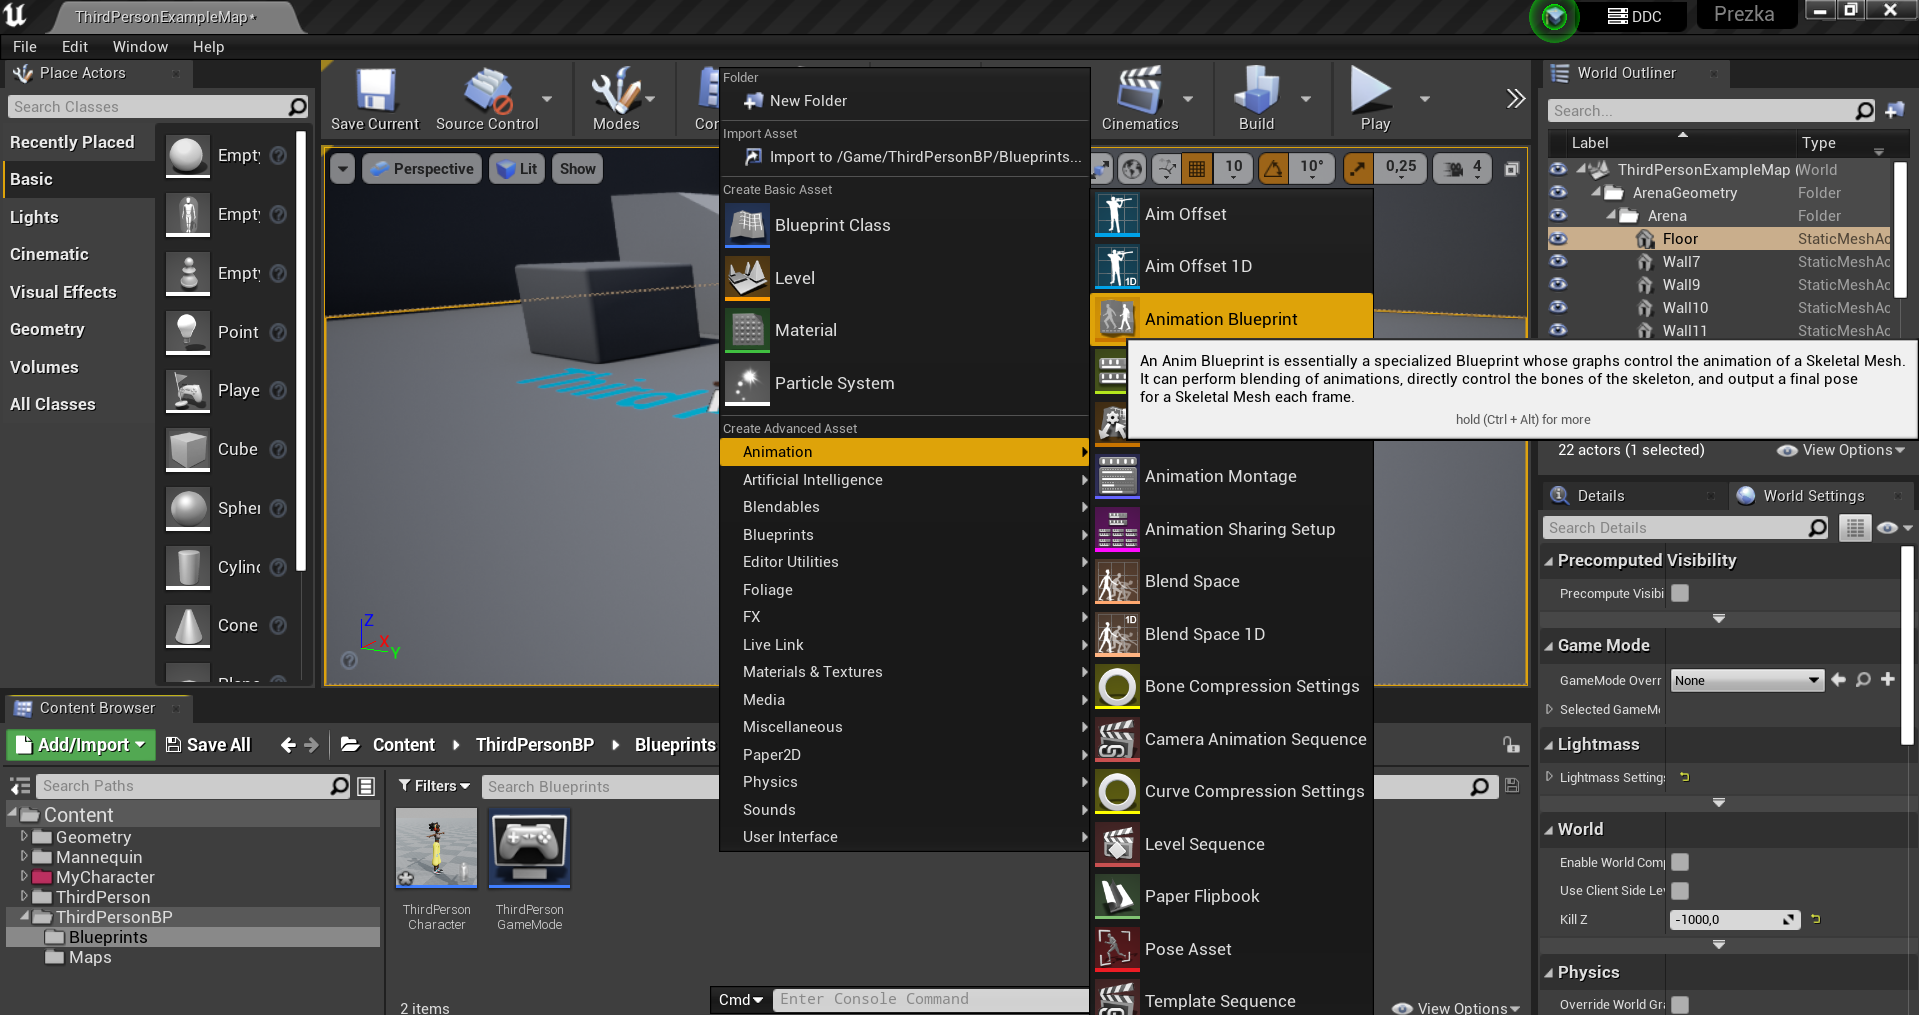 ThirdPersonExampleMap*
DDC
Prezka
File Edit Window Help
Place Actors
Search Classes
Recently Placed
Basic
Lights
Cinematic
Visual Effects
Geometry
Volumes
All Classes
Empty
Empty
Empty
Point
Playe
Cube
Spher
Cylind
Cone
Save Current
Source Control
Modes
Con
Cinematics
Build
Play
Perspective
Lit
Show
10
10°
0,25
4
Third
Z
X
Y
Folder
New Folder
Import Asset
Import to /Game/ThirdPersonBP/Blueprints...
Create Basic Asset
Blueprint Class
Level
Material
Particle System
Create Advanced Asset
Animation
Artificial Intelligence
Blendables
Blueprints
Editor Utilities
Foliage
FX
Live Link
Materials & Textures
Media
Miscellaneous
Paper2D
Physics
Sounds
User Interface
Aim Offset
Aim Offset 1D
1D
Animation Blueprint
An Anim Blueprint is essentially a specialized Blueprint whose graphs control the animation of a Skeletal Mesh.
It can perform blending of animations, directly control the bones of the skeleton, and output a final pose
for a Skeletal Mesh each frame.
hold (Ctrl + Alt) for more
Animation Montage
Animation Sharing Setup
Blend Space
1D
Blend Space 1D
Bone Compression Settings
Camera Animation Sequence
Curve Compression Settings
Level Sequence
Paper Flipbook
Pose Asset
Template Sequence
World Outliner
Search...
Label Type
ThirdPersonExampleMap (World
ArenaGeometry Folder
Arena Folder
Floor StaticMeshAc
Wall7 StaticMeshAc
Wall9 StaticMeshAc
Wall10 StaticMeshAc
Wall11 StaticMeshAc
22 actors (1 selected)
View Options
Details
World Settings
Search Details
Precomputed Visibility
Precompute Visibi
Game Mode
GameMode Overr
None
Selected GameMo
Lightmass
Lightmass Settings
World
Enable World Comp
Use Client Side Lev
Kill Z
-1000,0
Physics
Override World Gra
Content Browser
Add/Import
Save All
Content
ThirdPersonBP
Blueprints
Search Paths
Filters
Search Blueprints
Content
Geometry
Mannequin
MyCharacter
ThirdPerson
ThirdPersonBP
Blueprints
Maps
ThirdPerson
Character
ThirdPerson
GameMode
2 items
Cmd
Enter Console Command
View Options